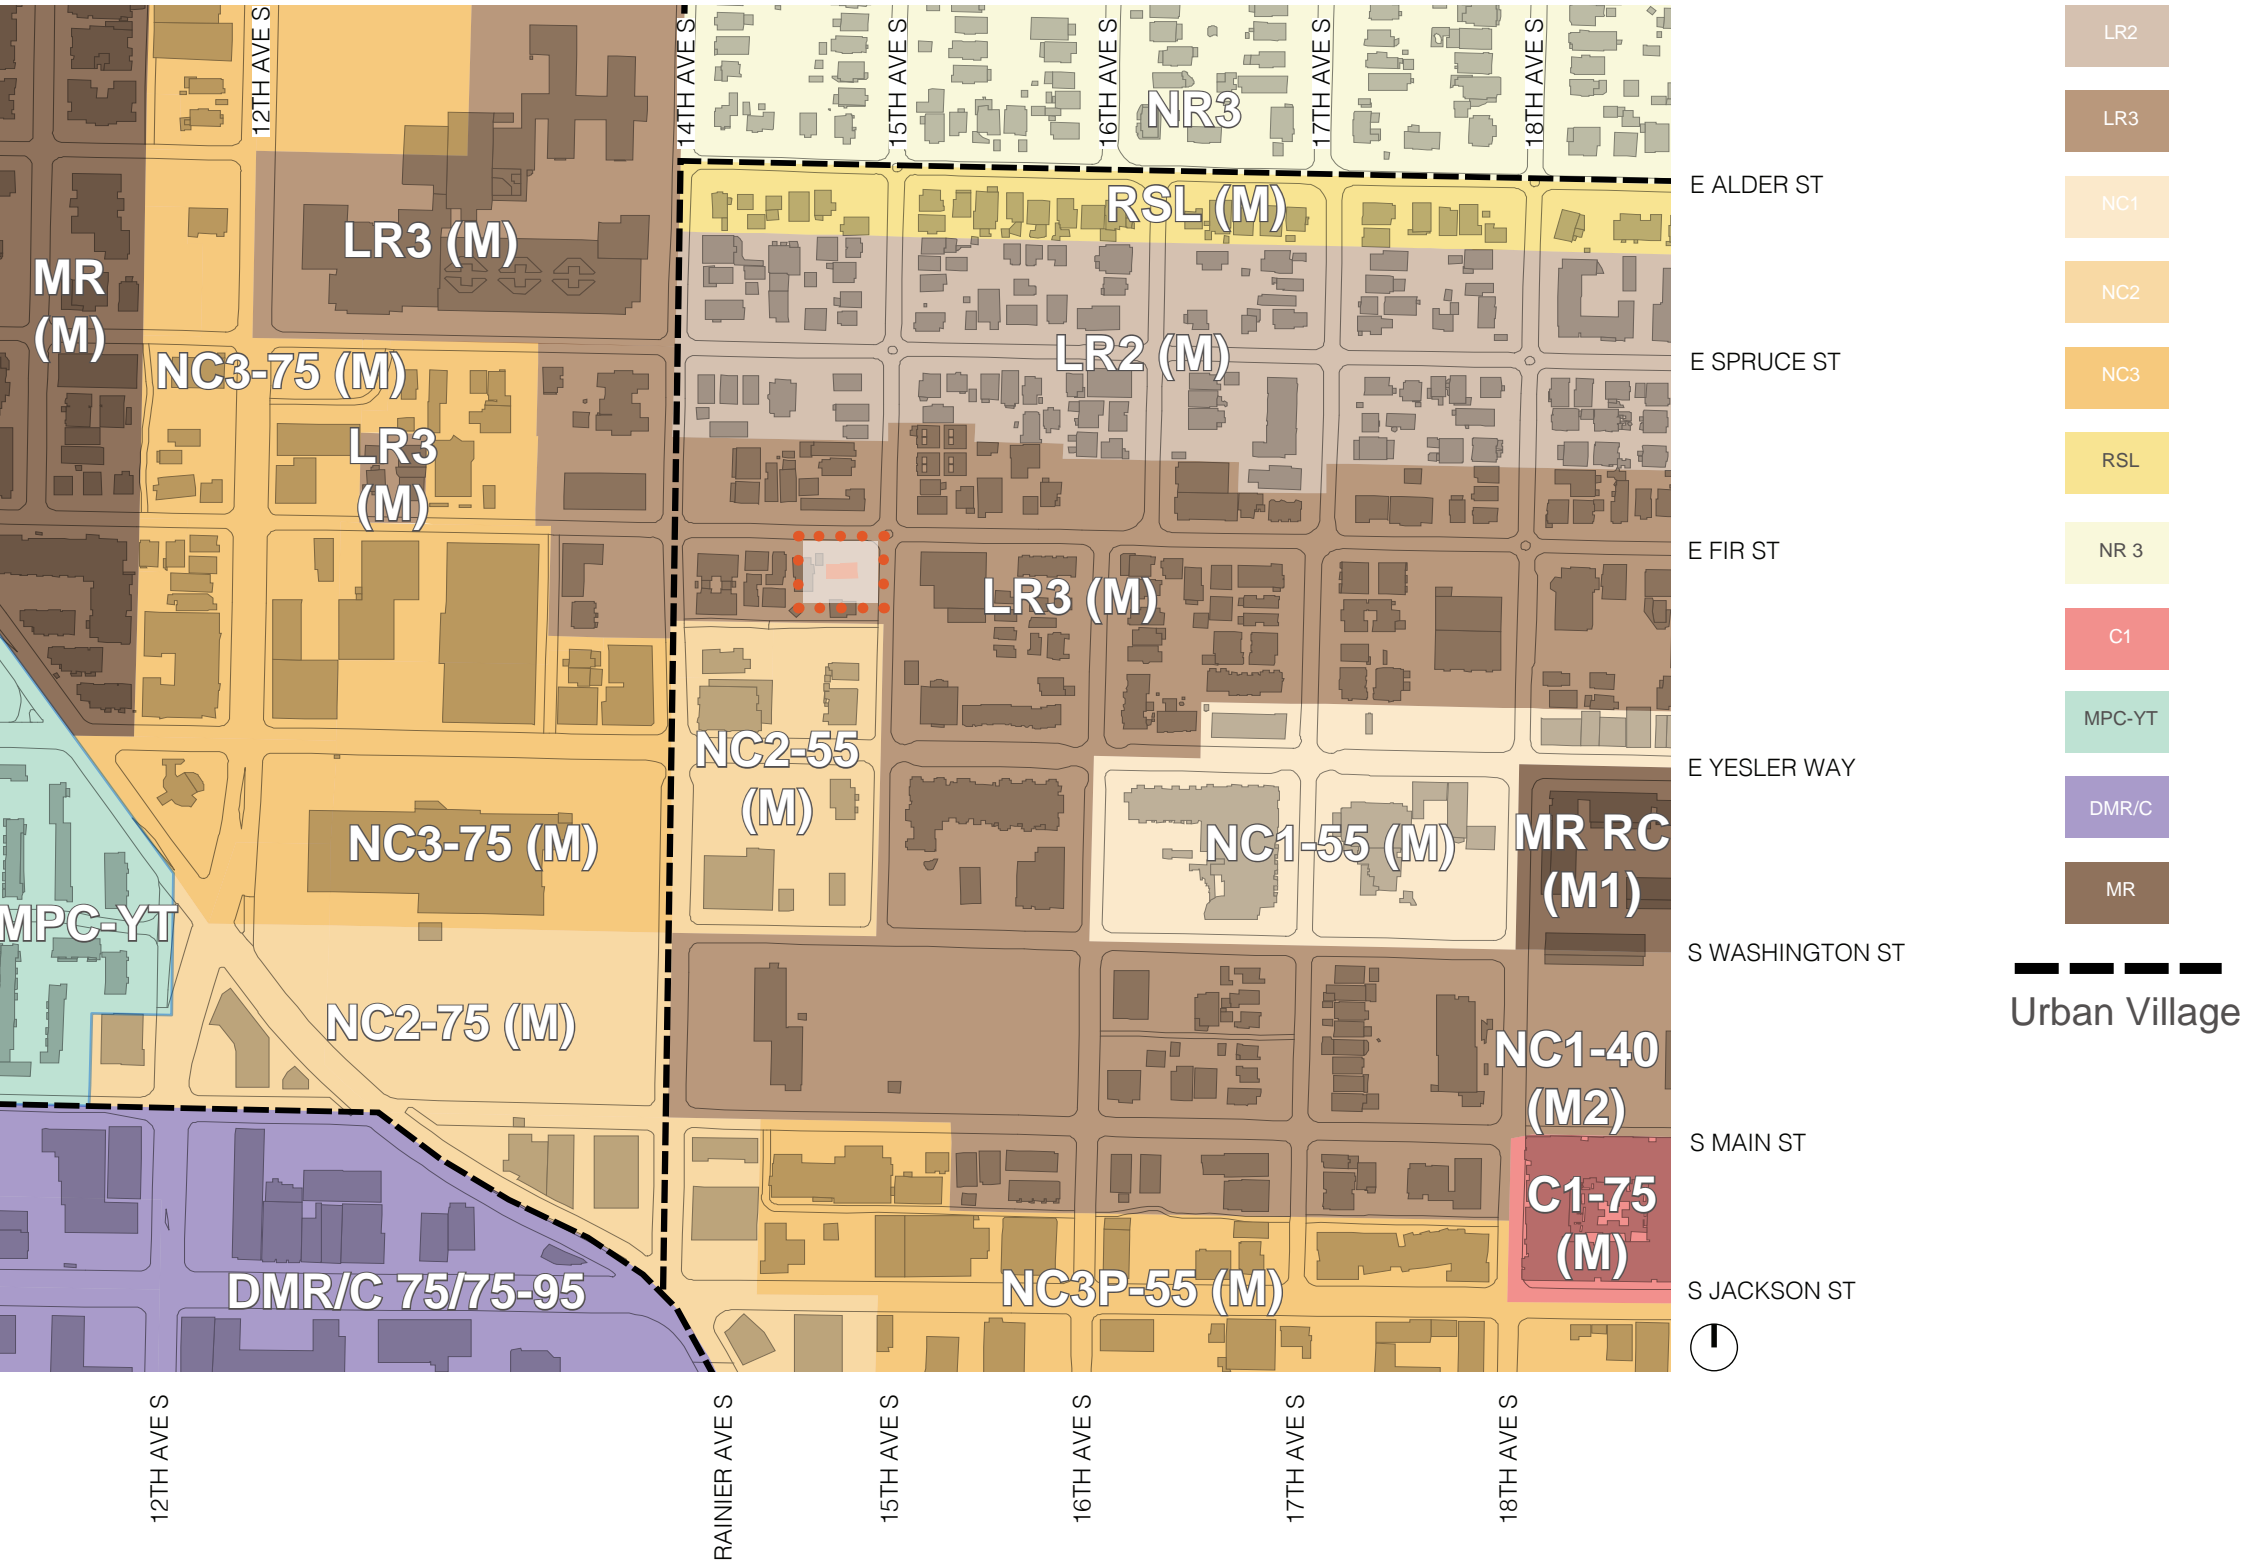 12TH AVE S
14TH AVE S
15TH AVE S
16TH AVE S
17TH AVE S
18TH AVE S
NR3
RSL (M)
LR3 (M)
MR
(M)
NC3-75 (M)
LR2 (M)
LR3
(M)
LR3 (M)
NC2-55
(M)
NC3-75 (M)
NC1-55 (M)
MR RC
(M1)
MPC-YT
NC2-75 (M)
NC1-40
(M2)
C1-75
(M)
DMR/C 75/75-95
NC3P-55 (M)
E ALDER ST
E SPRUCE ST
E FIR ST
E YESLER WAY
S WASHINGTON ST
S MAIN ST
S JACKSON ST
12TH AVE S
RAINIER AVE S
15TH AVE S
16TH AVE S
17TH AVE S
18TH AVE S
LR2
LR3
NC1
NC2
NC3
RSL
NR 3
C1
MPC-YT
DMR/C
MR
Urban Village